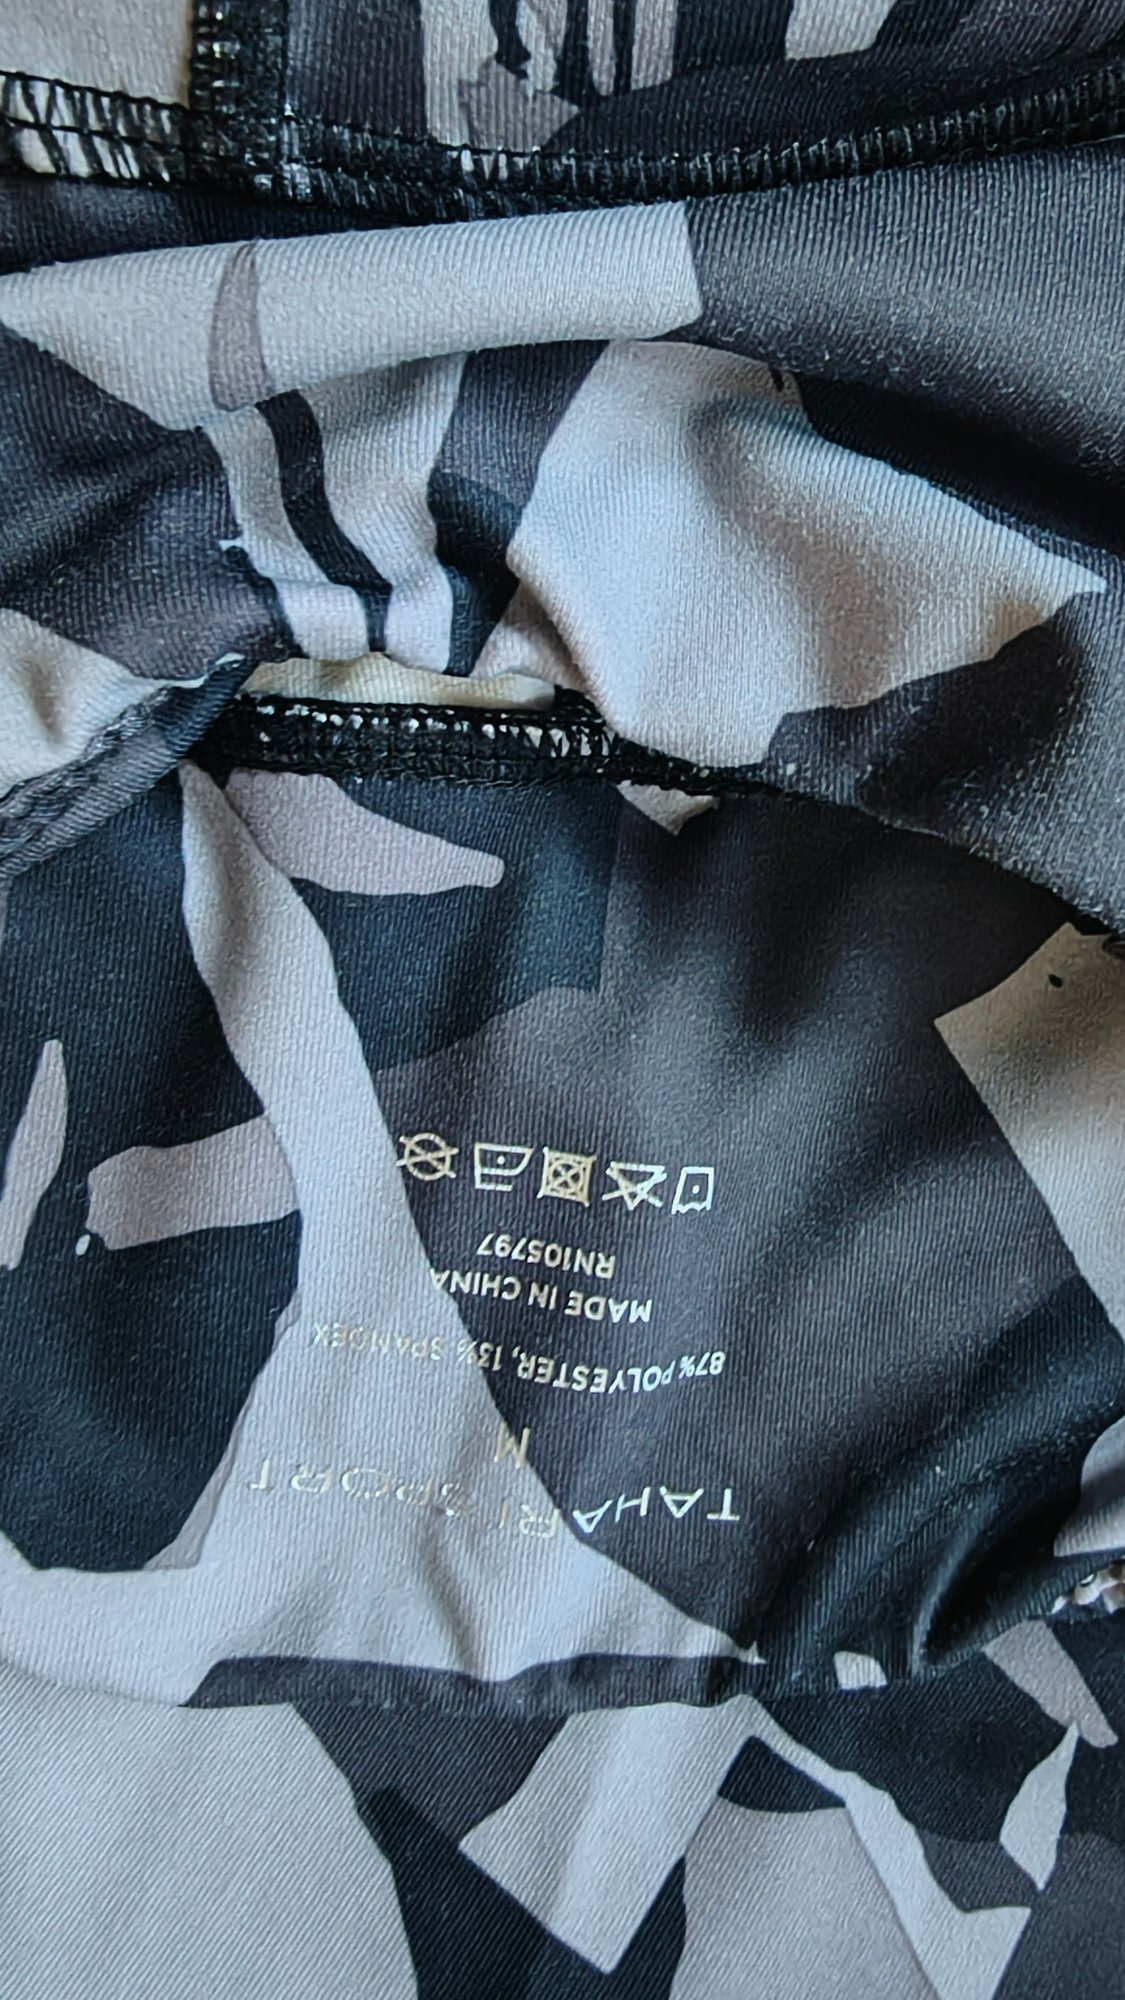 TAHARI SPORT
M
87% POLYESTER, 13% SPANDEX
MADE IN CHINA
RN105797